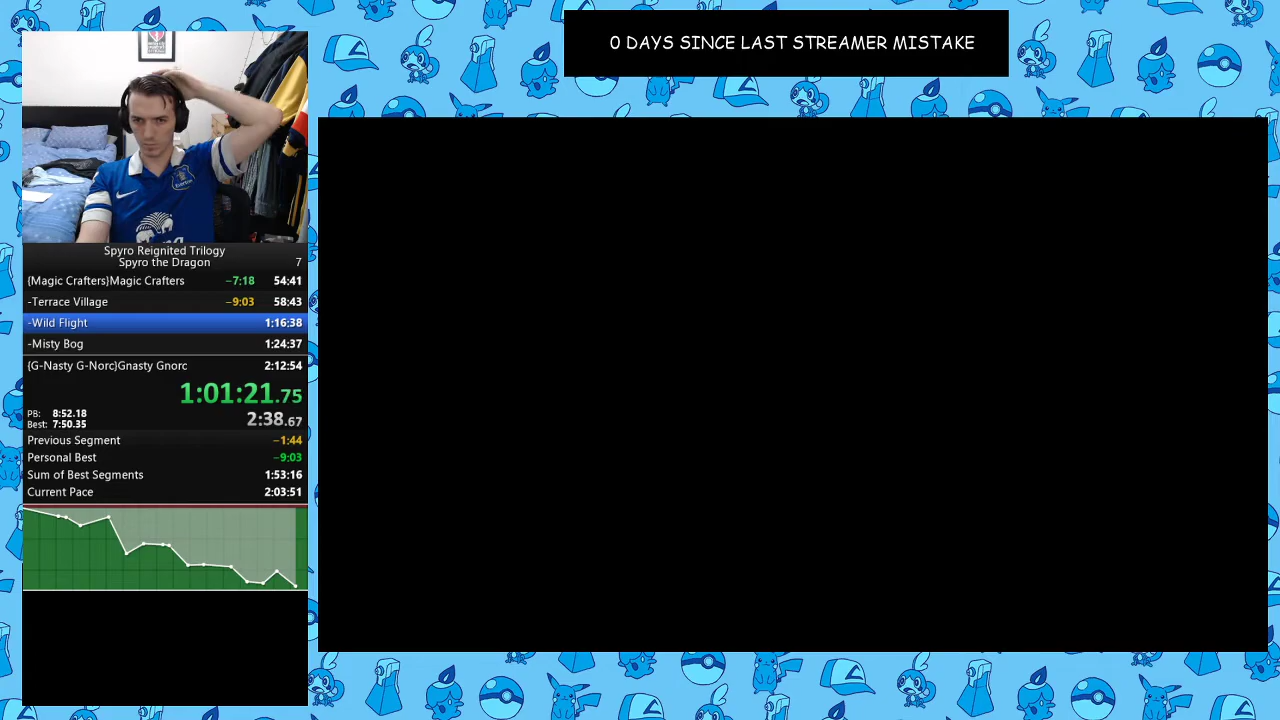 0 DAYS SINCE LAST STREAMER MISTAKE
Everton
Spyro Reignited Trilogy
Spyro the Dragon 7
{Magic Crafters}Magic Crafters −7:18 54:41
-Terrace Village −9:03 58:43
-Wild Flight 1:16:38
-Misty Bog 1:24:37
{G-Nasty G-Norc}Gnasty Gnorc 2:12:54
1:01:21.75
PB: 8:52.18 2:38.67
Best: 7:50.35
Previous Segment −1:44
Personal Best −9:03
Sum of Best Segments 1:53:16
Current Pace 2:03:51